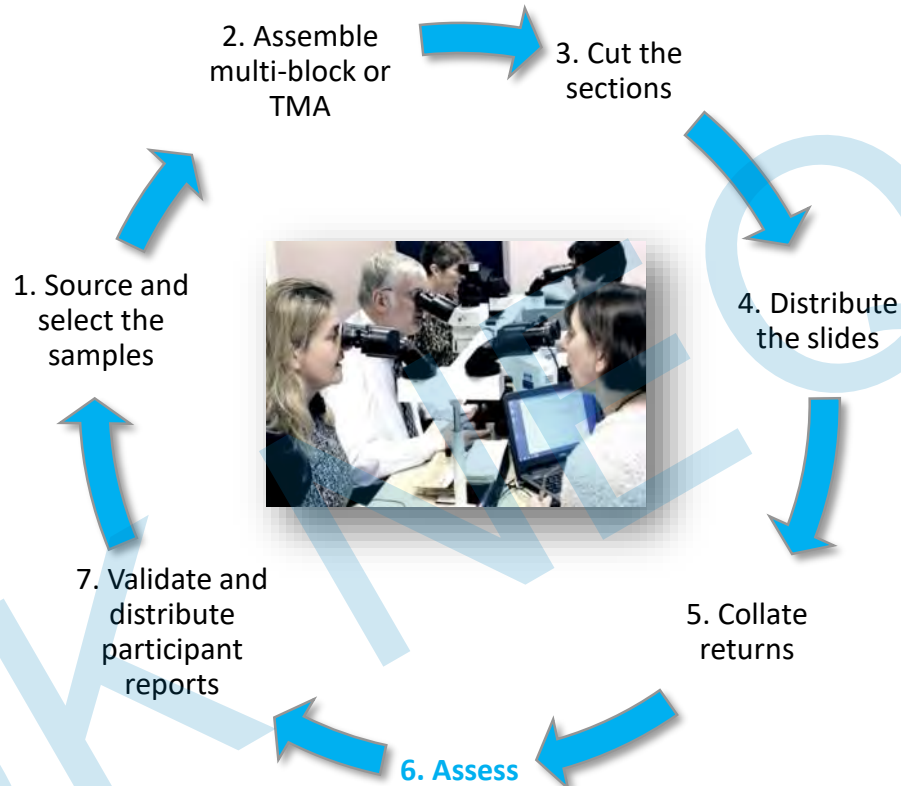 1. Source and
select the
samples
2. Assemble
multi-block or
TMA
3. Cut the
sections
4. Distribute
the slides
5. Collate
returns
6. Assess
7. Validate and
distribute
participant
reports